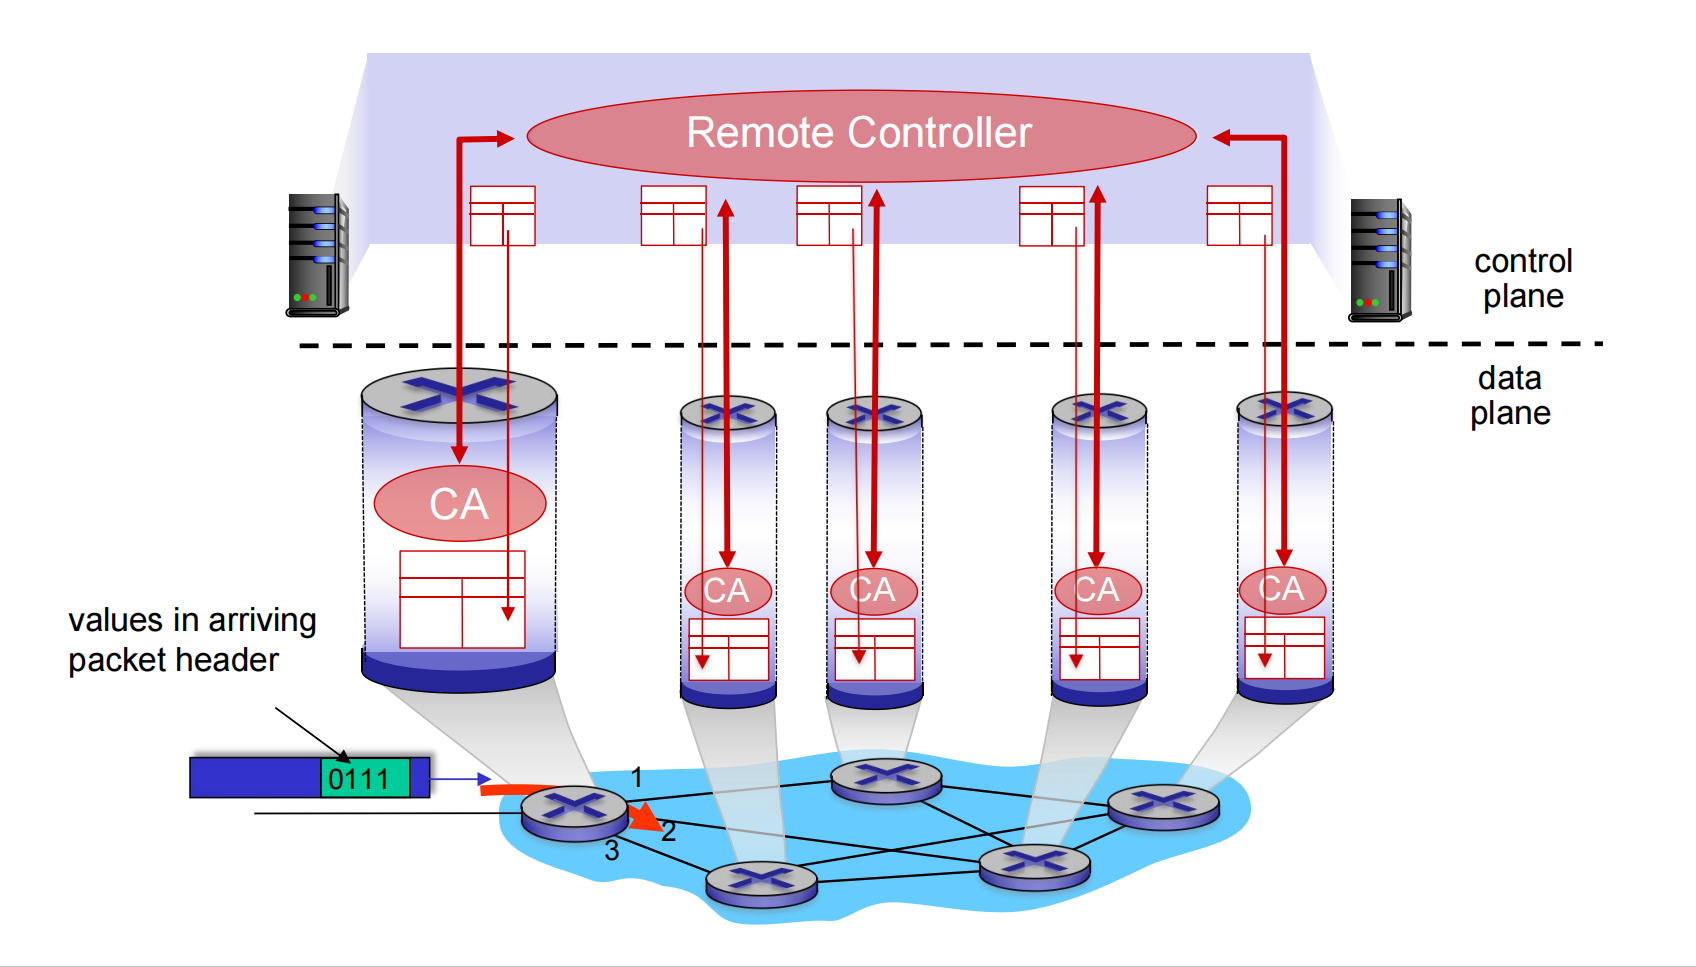 Remote Controller
control
plane
data
plane
CA
CA
CA
CA
CA
values in arriving
packet header
0111
1
2
3